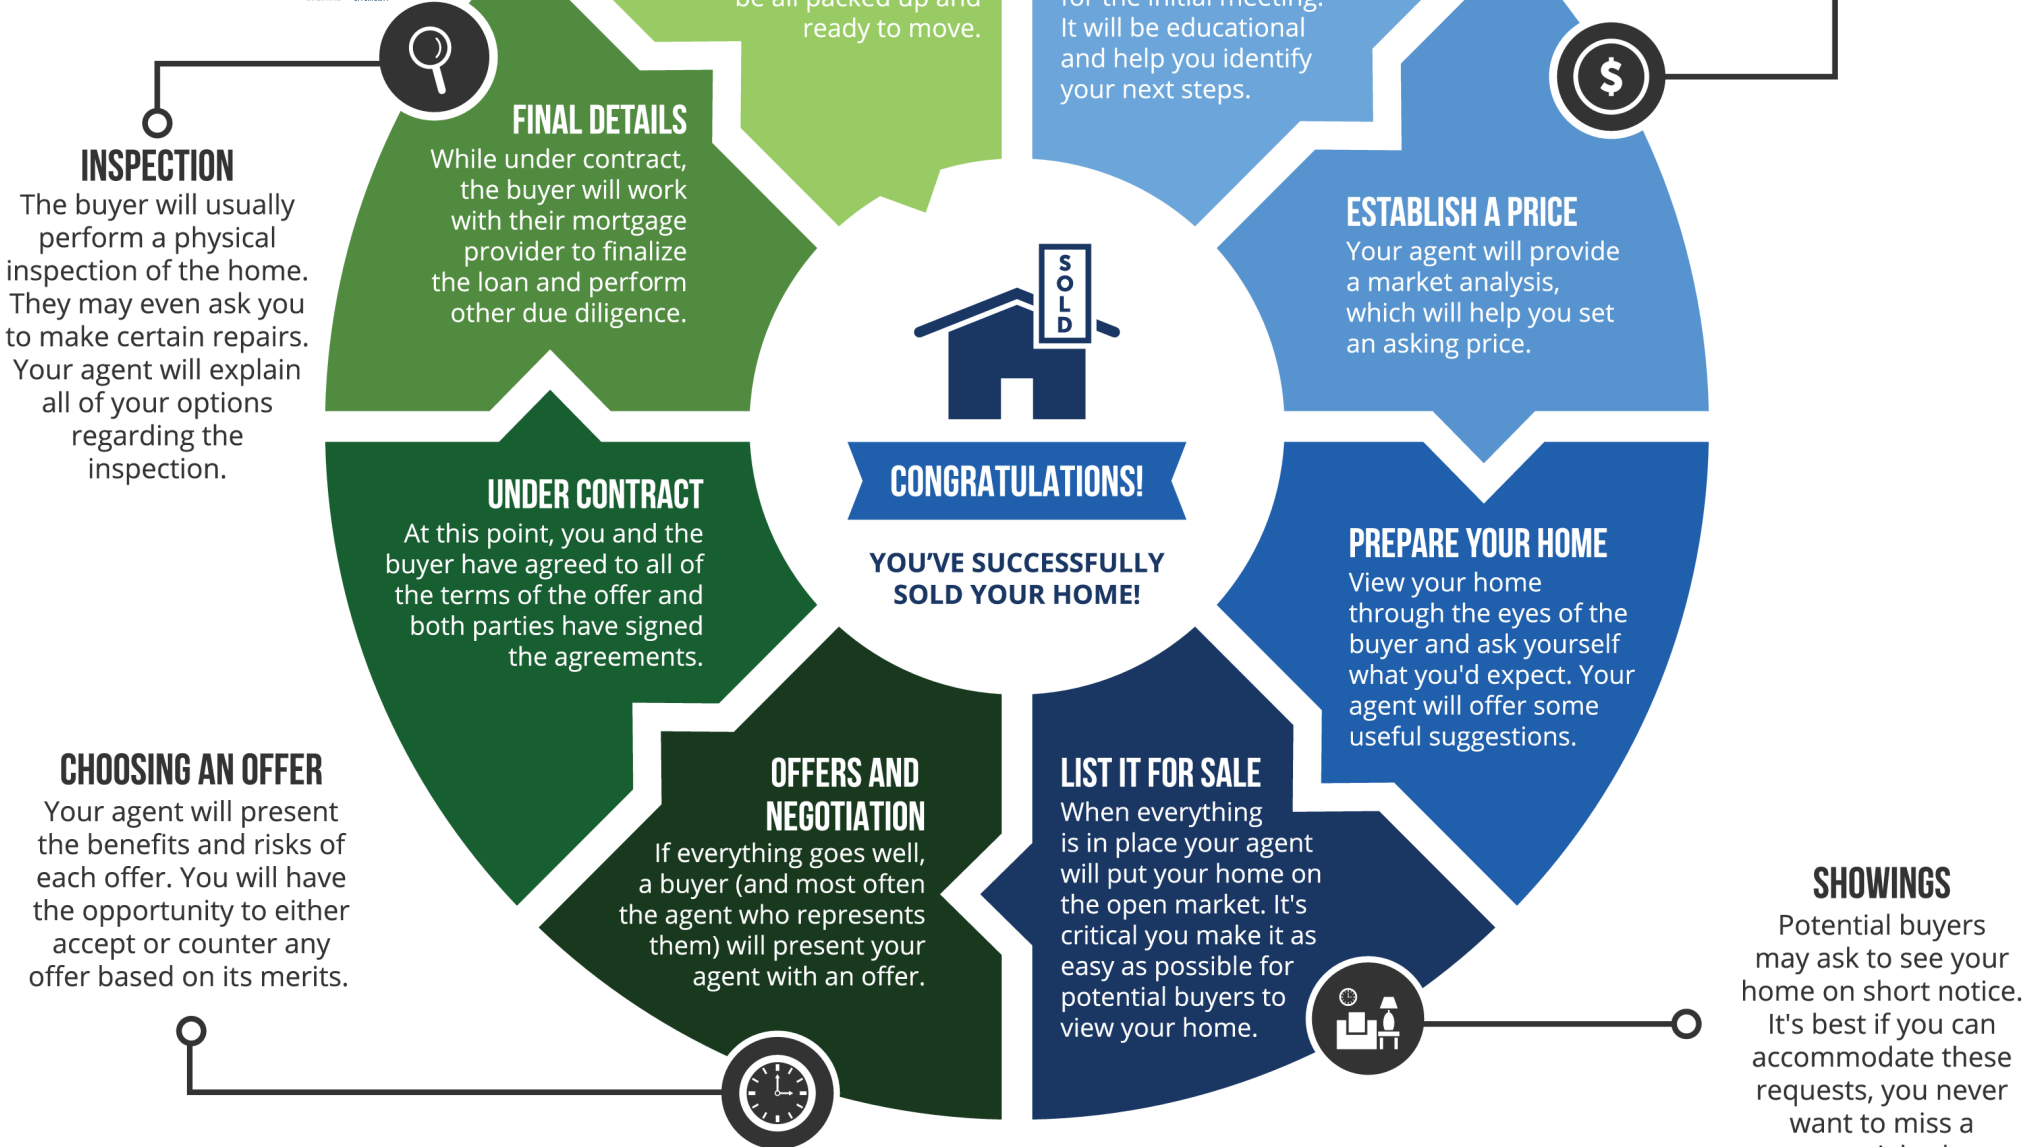 be all packed up and
ready to move.
for the initial meeting.
It will be educational
and help you identify
your next steps.
ESTABLISH A PRICE
Your agent will provide
a market analysis,
which will help you set
an asking price.
PREPARE YOUR HOME
View your home
through the eyes of the
buyer and ask yourself
what you'd expect. Your
agent will offer some
useful suggestions.
LIST IT FOR SALE
When everything
is in place your agent
will put your home on
the open market. It's
critical you make it as
easy as possible for
potential buyers to
view your home.
SHOWINGS
Potential buyers
may ask to see your
home on short notice.
It's best if you can
accommodate these
requests, you never
want to miss a
OFFERS AND
NEGOTIATION
If everything goes well,
a buyer (and most often
the agent who represents
them) will present your
agent with an offer.
CHOOSING AN OFFER
Your agent will present
the benefits and risks of
each offer. You will have
the opportunity to either
accept or counter any
offer based on its merits.
UNDER CONTRACT
At this point, you and the
buyer have agreed to all of
the terms of the offer and
both parties have signed
the agreements.
FINAL DETAILS
While under contract,
the buyer will work
with their mortgage
provider to finalize
the loan and perform
other due diligence.
INSPECTION
The buyer will usually
perform a physical
inspection of the home.
They may even ask you
to make certain repairs.
Your agent will explain
all of your options
regarding the
inspection.
$
SOLD
CONGRATULATIONS!
YOU'VE SUCCESSFULLY
SOLD YOUR HOME!